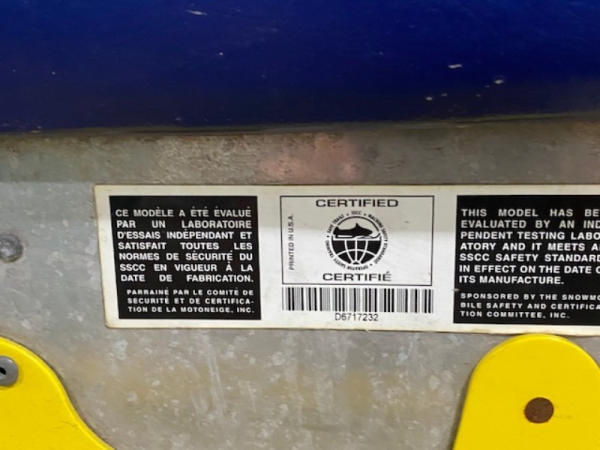 CE MODÈLE A ÉTÉ ÉVALUÉ
PAR UN LABORATOIRE
D'ESSAIS INDÉPENDANT ET
SATISFAIT TOUTES LES
NORMES DE SÉCURITÉ DU
SSCC EN VIGUEUR À LA
DATE DE FABRICATION.
PARRAINÉ PAR LE COMITÉ DE
SÉCURITÉ ET DE CERTIFICA-
TION DE LA MOTONEIGE, INC.
PRINTED IN U.S.A.
CERTIFIED
SSCC
CERTIFIÉ
D6717232
THIS MODEL HAS BE
EVALUATED BY AN IND
PENDENT TESTING LABO
ATORY AND IT MEETS A
SSCC SAFETY STANDARD
IN EFFECT ON THE DATE O
ITS MANUFACTURE.
SPONSORED BY THE SNOWMO
BILE SAFETY AND CERTIFICA
TION COMMITTEE, INC.